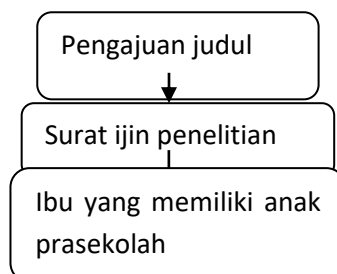 Pengajuan judul
Surat ijin penelitian
Ibu yang memiliki anak
prasekolah